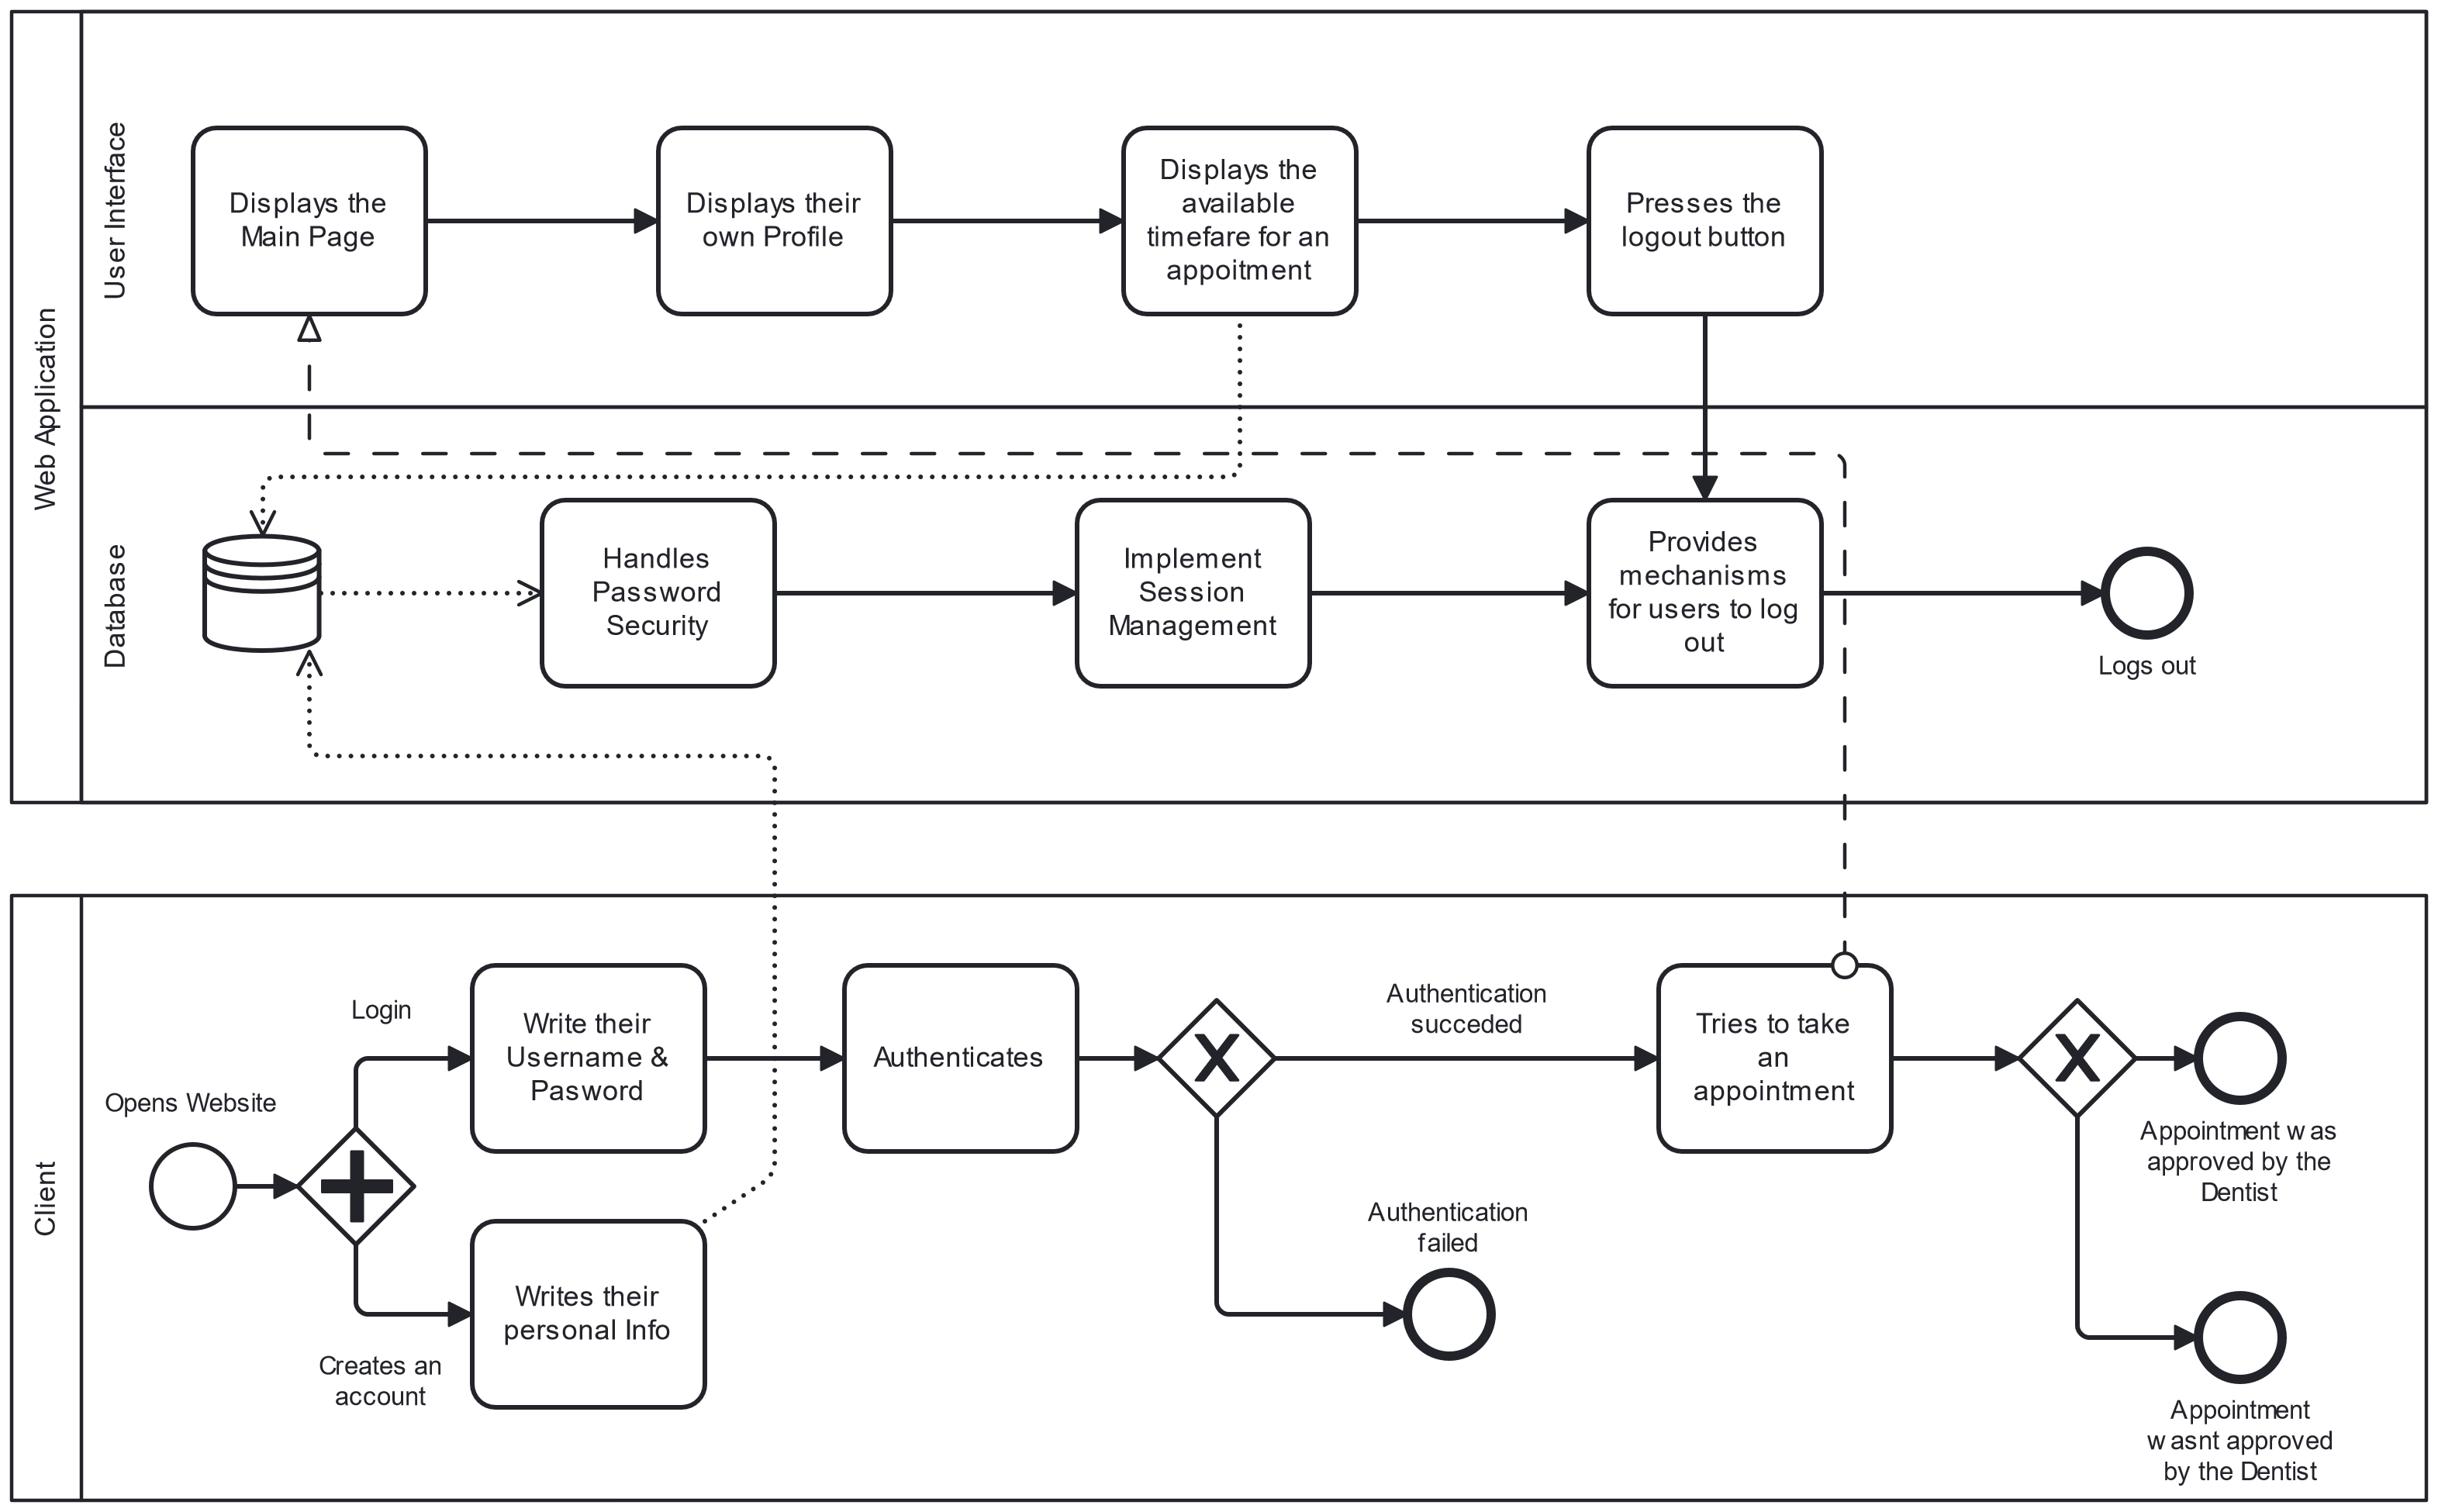 Web Application
User Interface
Displays the
Main Page
Displays their
own Profile
Displays the
available
timefare for an
appoitment
Presses the
logout button
Database
Handles
Password
Security
Implement
Session
Management
Provides
mechanisms
for users to log
out
Logs out
Client
Opens Website
Login
Write their
Username &
Pasword
Creates an
account
Writes their
personal Info
Authenticates
X
Authentication
succeded
Authentication
failed
Tries to take
an
appointment
X
Appointment was
approved by the
Dentist
Appointment
wasnt approved
by the Dentist